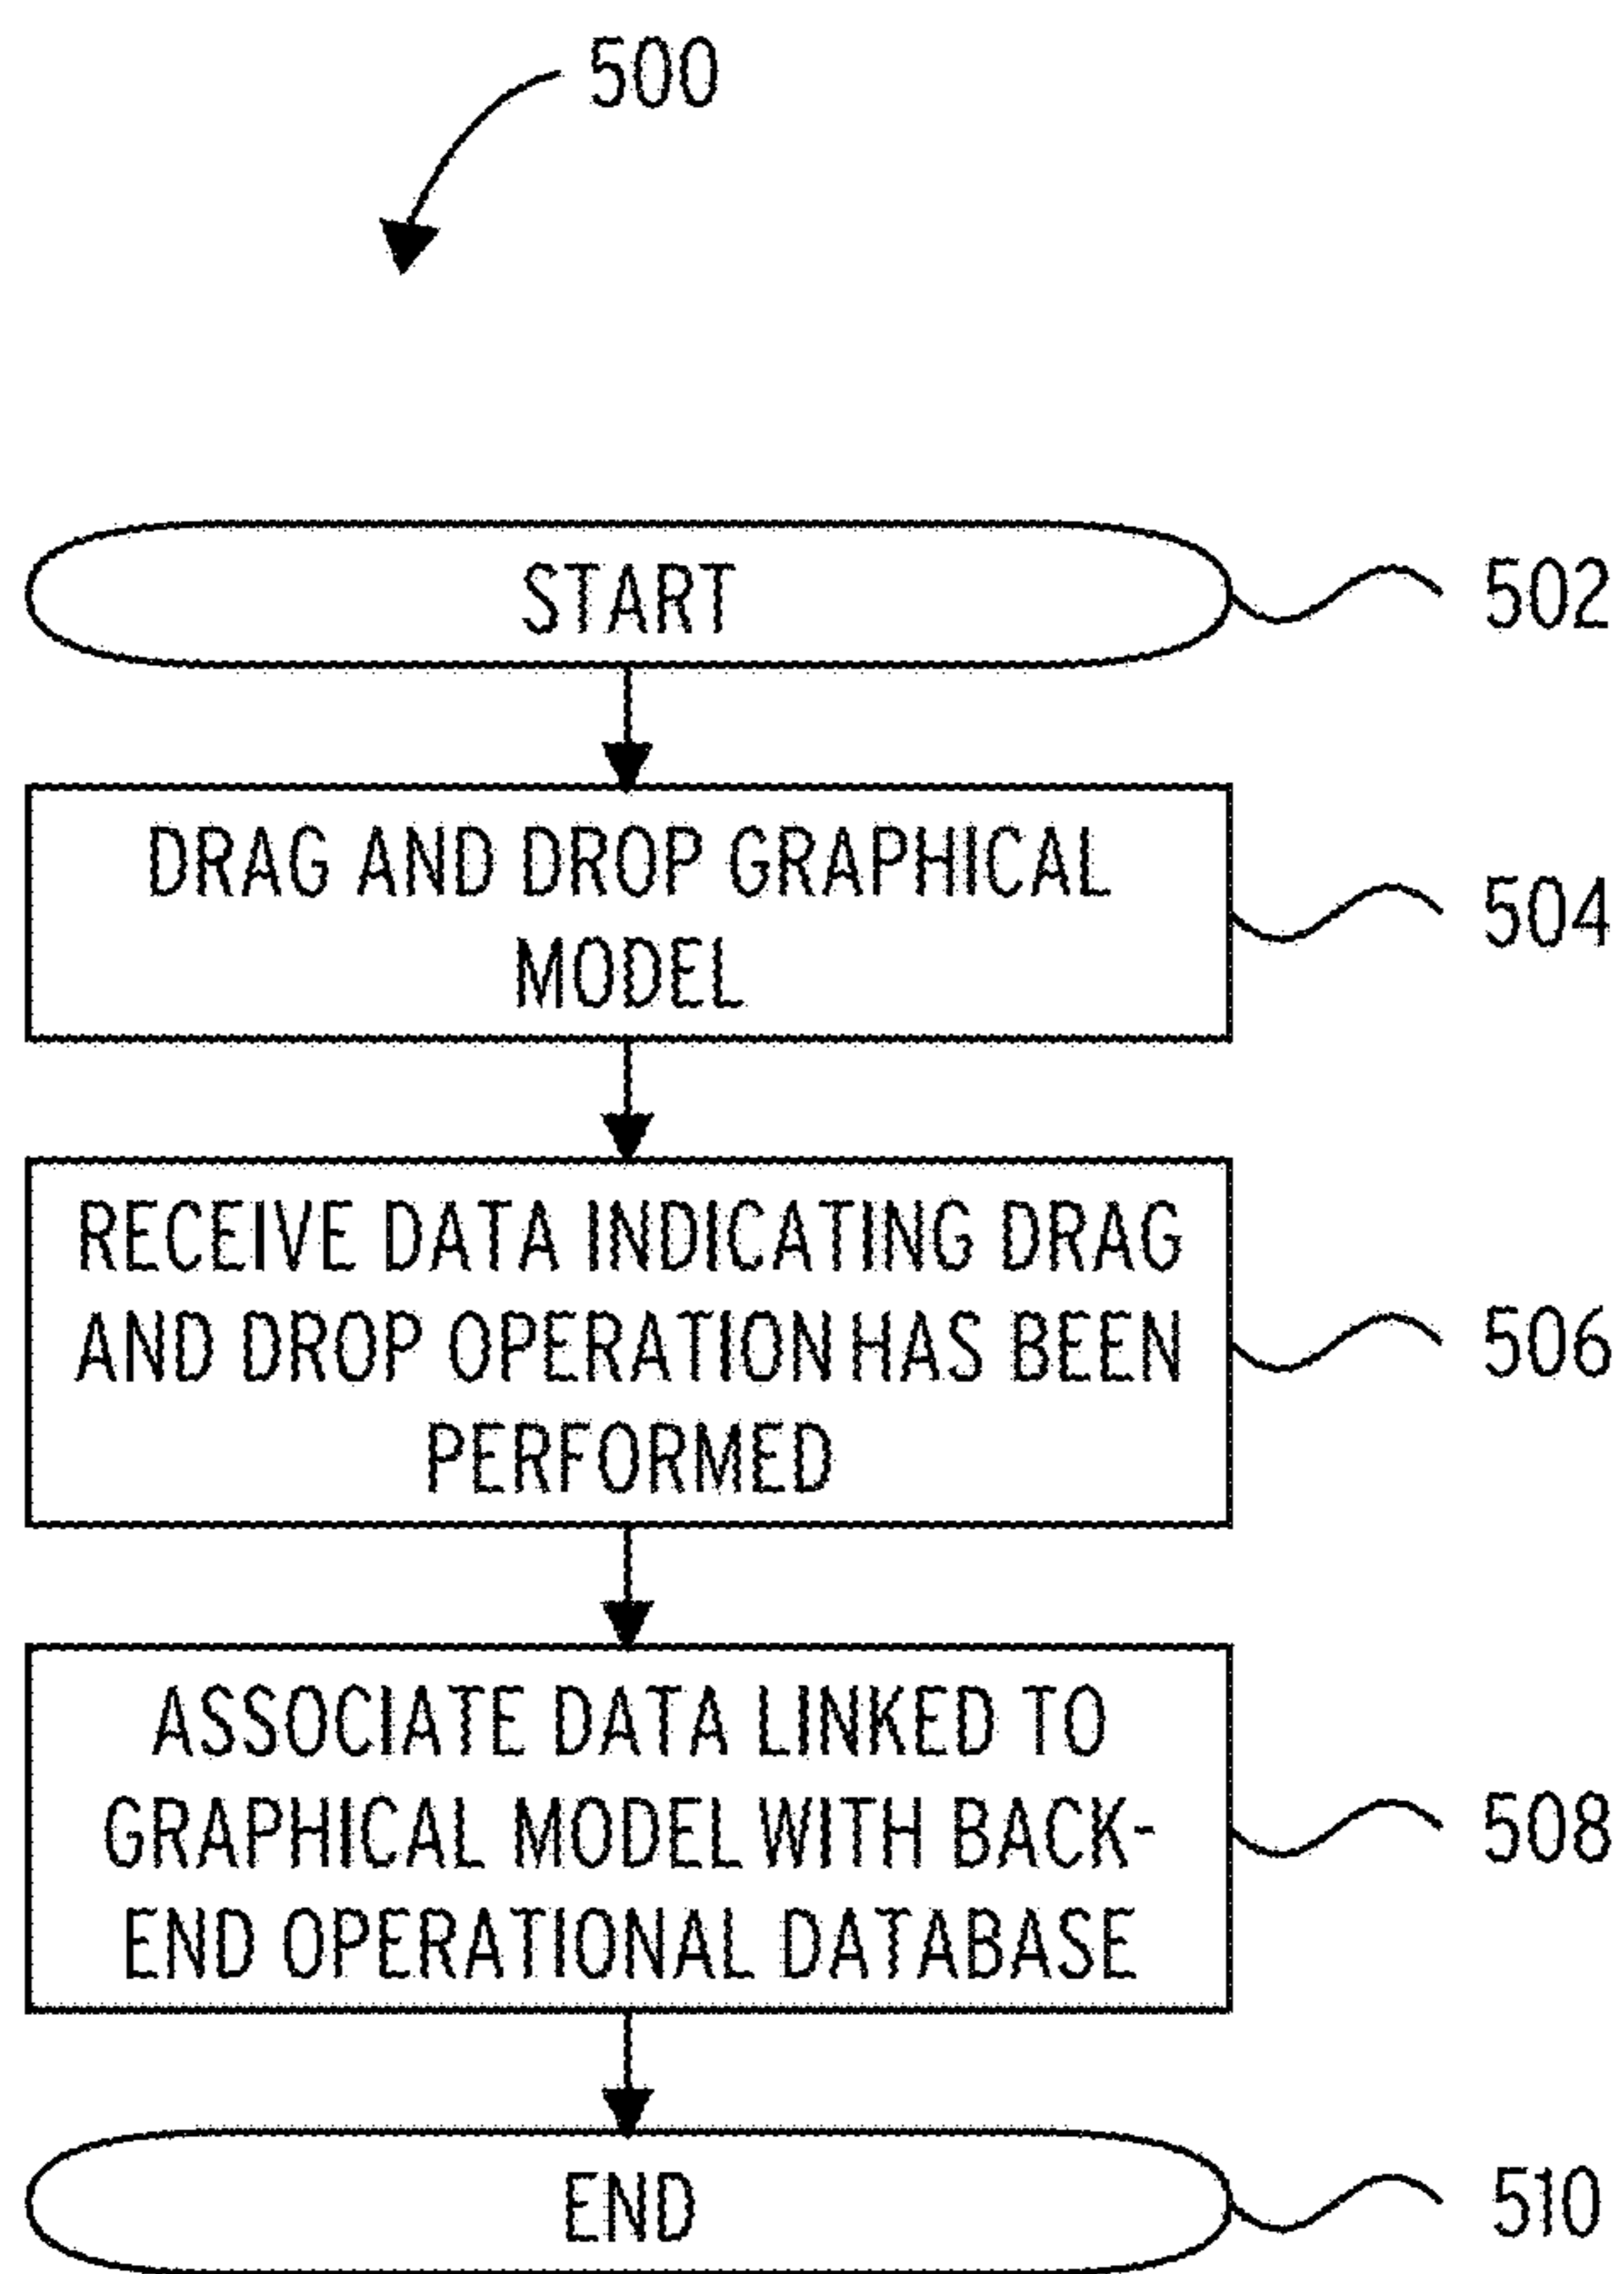 500
START
502
DRAG AND DROP GRAPHICAL
MODEL
504
RECEIVE DATA INDICATING DRAG
AND DROP OPERATION HAS BEEN
PERFORMED
506
ASSOCIATE DATA LINKED TO
GRAPHICAL MODEL WITH BACK-
END OPERATIONAL DATABASE
508
END
510